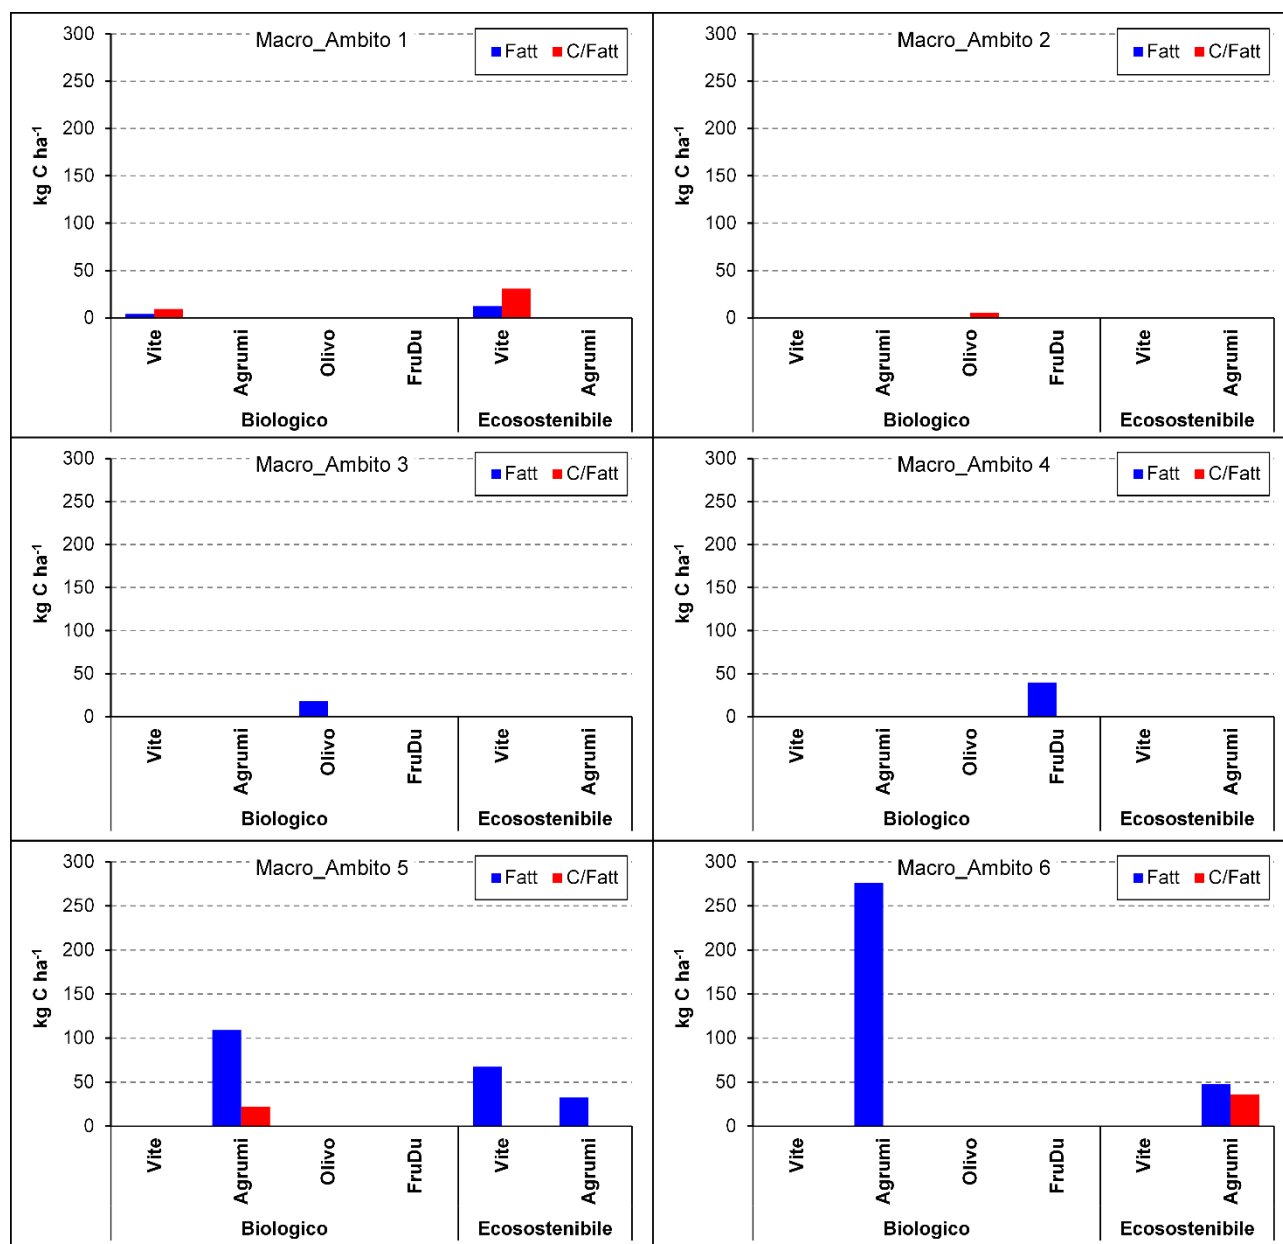 Macro_Ambito 1
Fatt C/Fatt
300
250
200
150
100
50
0
kg C ha⁻¹
Vite Agrumi Olivo FruDu Vite Agrumi
Biologico Ecosostenibile
Macro_Ambito 2
Fatt C/Fatt
300
250
200
150
100
50
0
kg C ha⁻¹
Vite Agrumi Olivo FruDu Vite Agrumi
Biologico Ecosostenibile
Macro_Ambito 3
Fatt C/Fatt
300
250
200
150
100
50
0
kg C ha⁻¹
Vite Agrumi Olivo FruDu Vite Agrumi
Biologico Ecosostenibile
Macro_Ambito 4
Fatt C/Fatt
300
250
200
150
100
50
0
kg C ha⁻¹
Vite Agrumi Olivo FruDu Vite Agrumi
Biologico Ecosostenibile
Macro_Ambito 5
Fatt C/Fatt
300
250
200
150
100
50
0
kg C ha⁻¹
Vite Agrumi Olivo FruDu Vite Agrumi
Biologico Ecosostenibile
Macro_Ambito 6
Fatt C/Fatt
300
250
200
150
100
50
0
kg C ha⁻¹
Vite Agrumi Olivo FruDu Vite Agrumi
Biologico Ecosostenibile